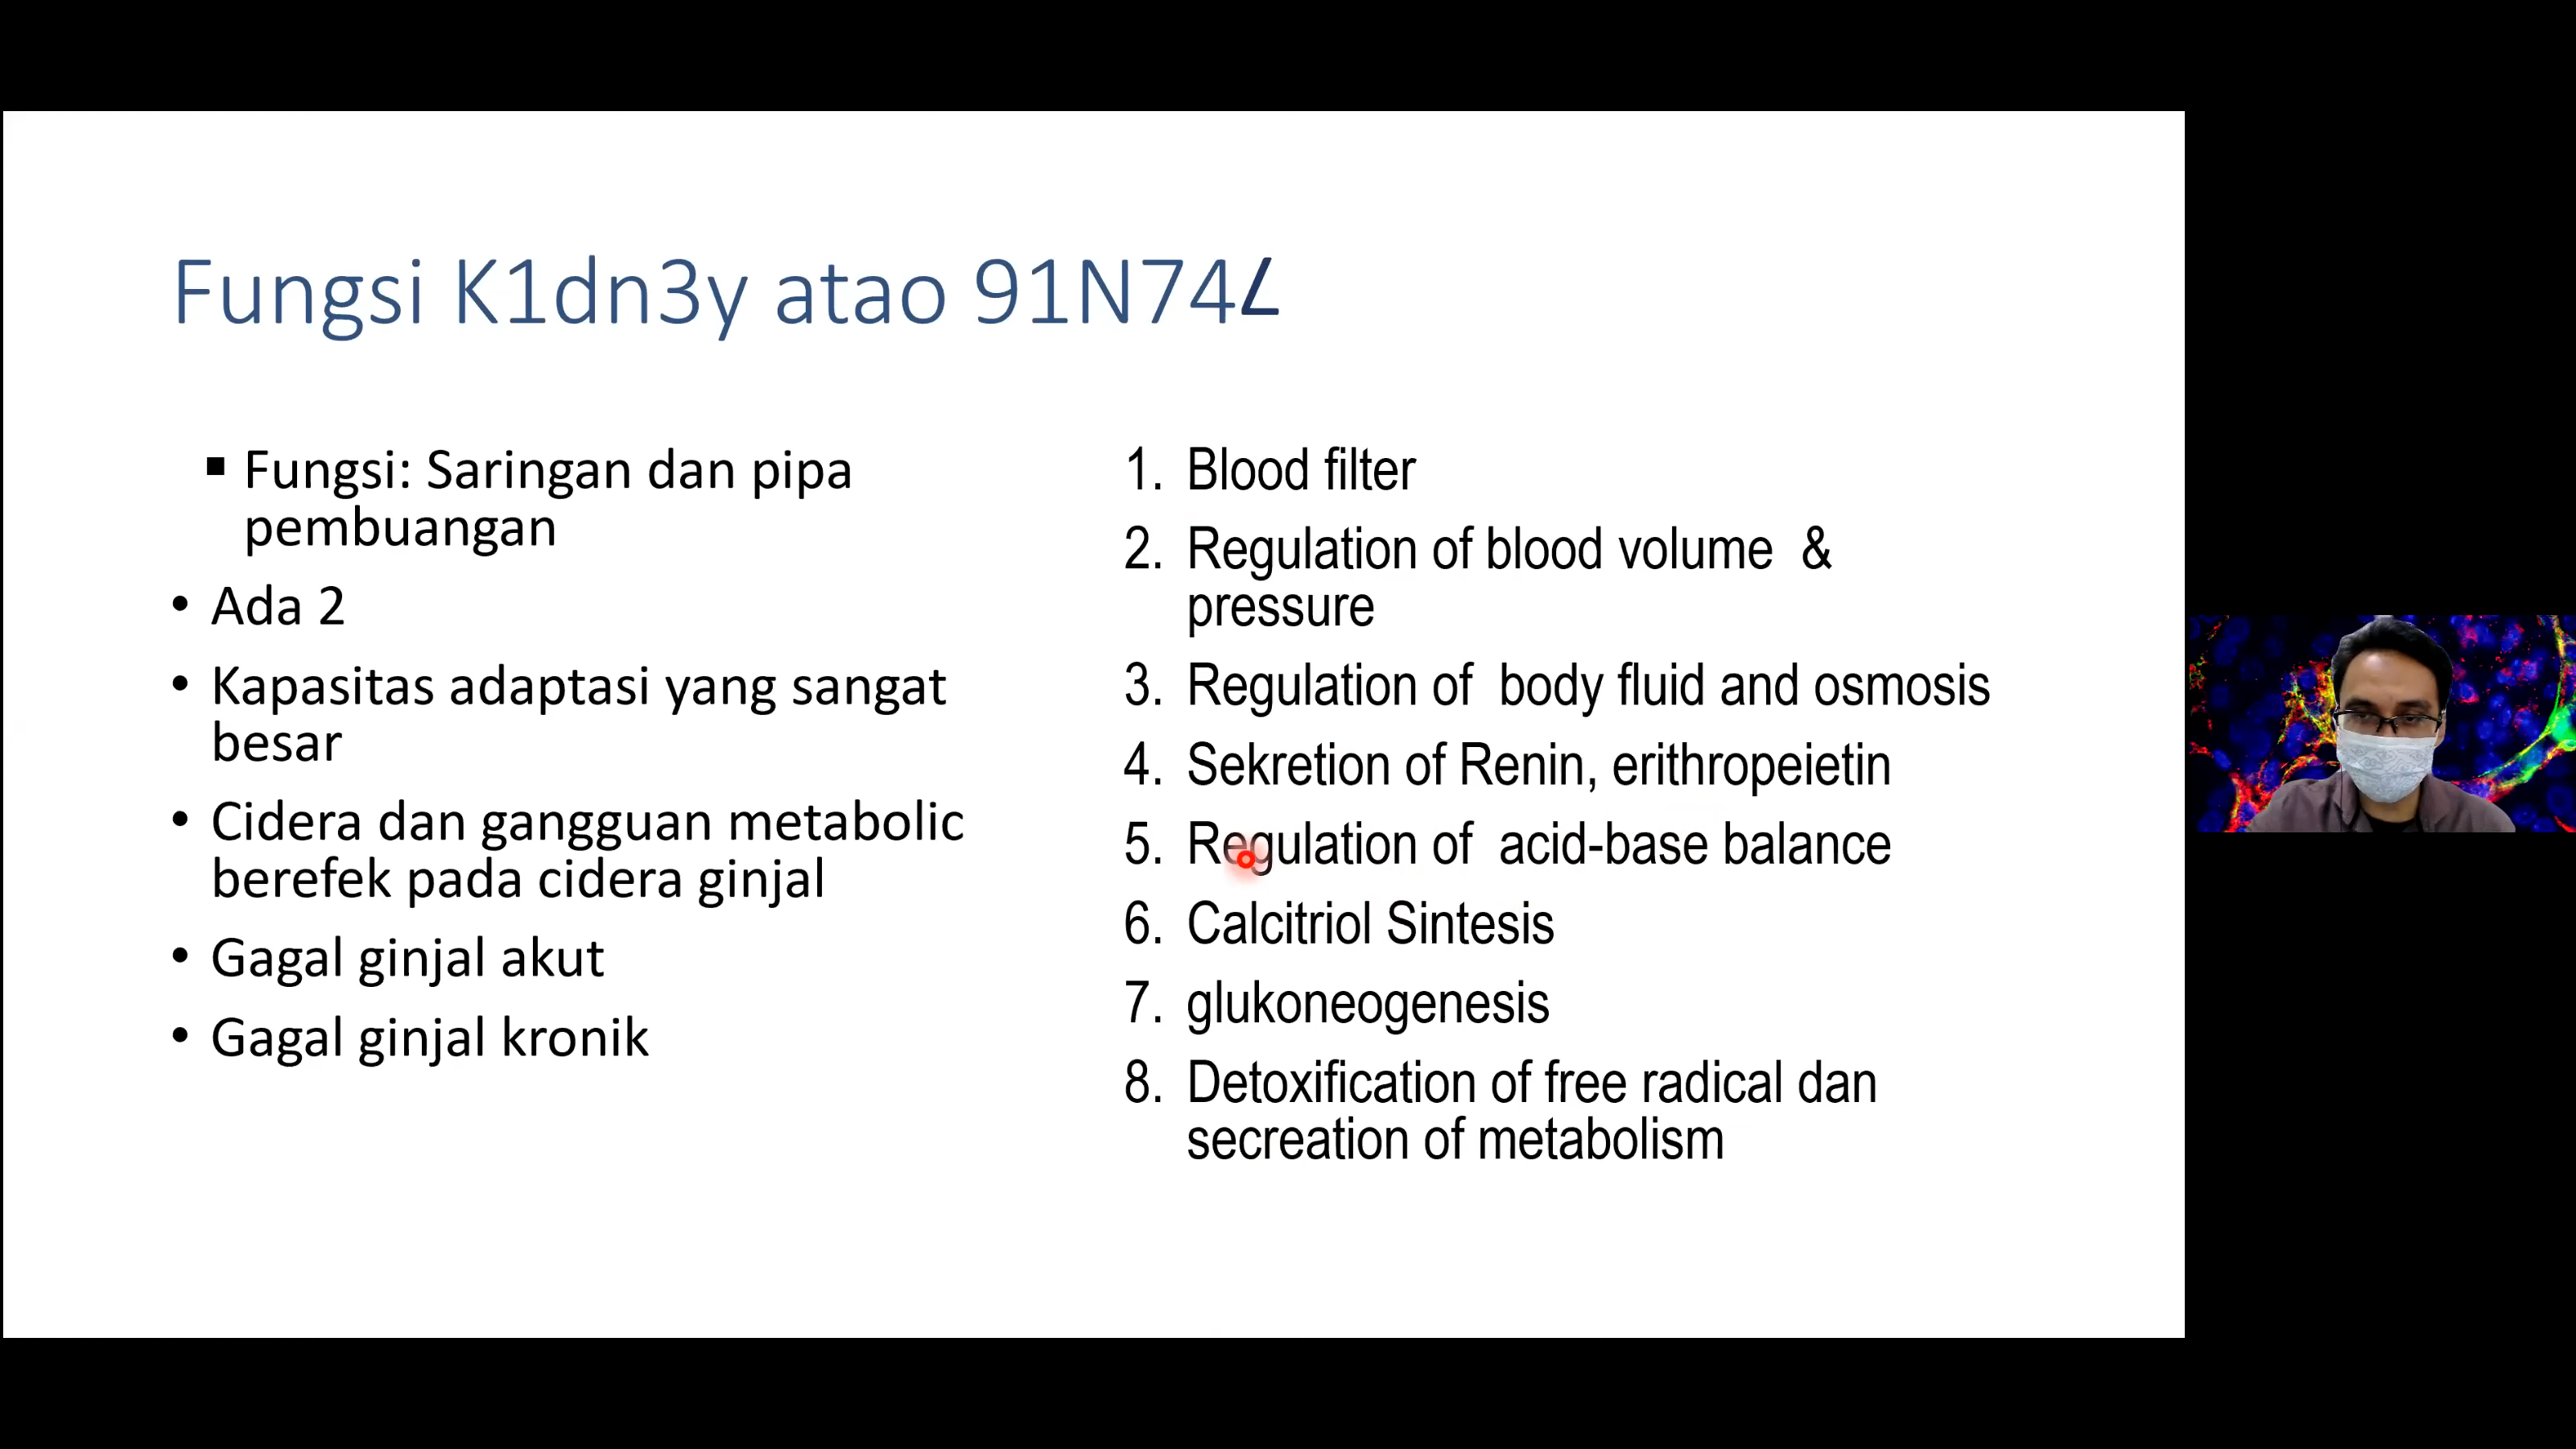 Fungsi K1dn3y atao 91N74L
▪ Fungsi: Saringan dan pipa
pembuangan
• Ada 2
• Kapasitas adaptasi yang sangat
besar
• Cidera dan gangguan metabolic
berefek pada cidera ginjal
• Gagal ginjal akut
• Gagal ginjal kronik
1. Blood filter
2. Regulation of blood volume &
pressure
3. Regulation of body fluid and osmosis
4. Sekretion of Renin, erithropeietin
5. Regulation of acid-base balance
6. Calcitriol Sintesis
7. glukoneogenesis
8. Detoxification of free radical dan
secreation of metabolism